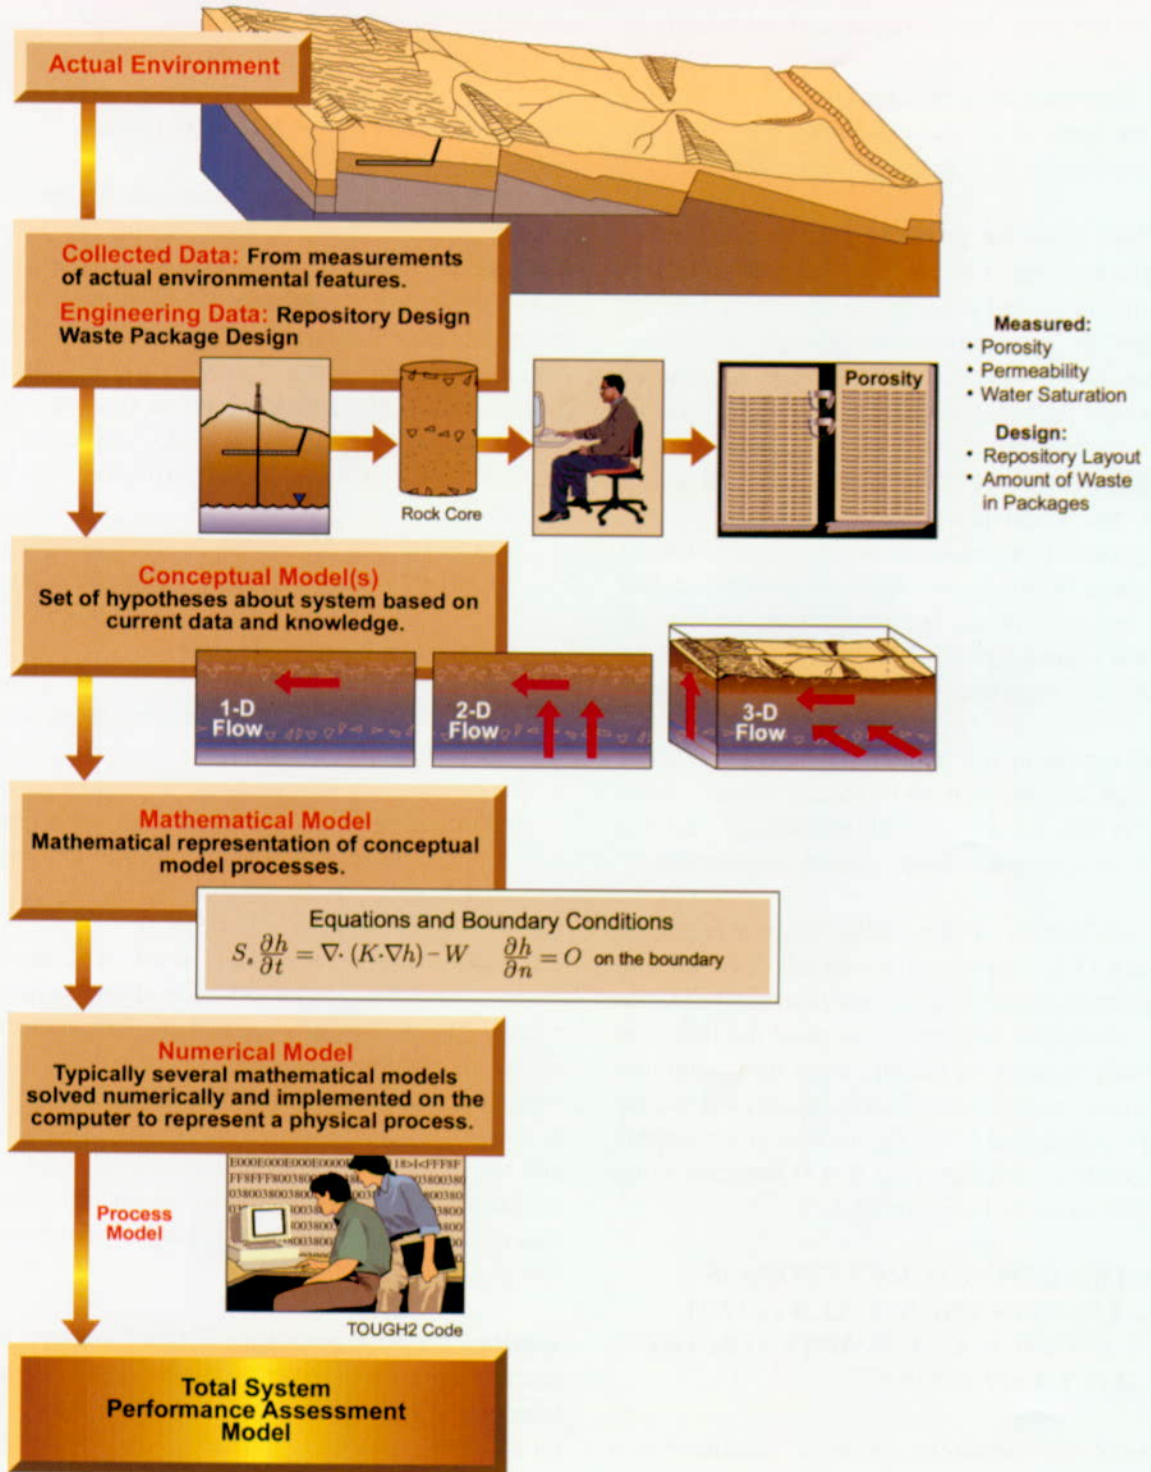 Actual Environment
Collected Data: From measurements
of actual environmental features.
Engineering Data: Repository Design
Waste Package Design
Measured:
• Porosity
• Permeability
• Water Saturation
Design:
• Repository Layout
• Amount of Waste
in Packages
Porosity
Rock Core
Conceptual Model(s)
Set of hypotheses about system based on
current data and knowledge.
1-D
Flow
2-D
Flow
3-D
Flow
Mathematical Model
Mathematical representation of conceptual
model processes.
Equations and Boundary Conditions
S_s ∂h/∂t = ∇· (K·∇h) – W ∂h/∂n = O on the boundary
Numerical Model
Typically several mathematical models
solved numerically and implemented on the
computer to represent a physical process.
Process
Model
TOUGH2 Code
Total System
Performance Assessment
Model